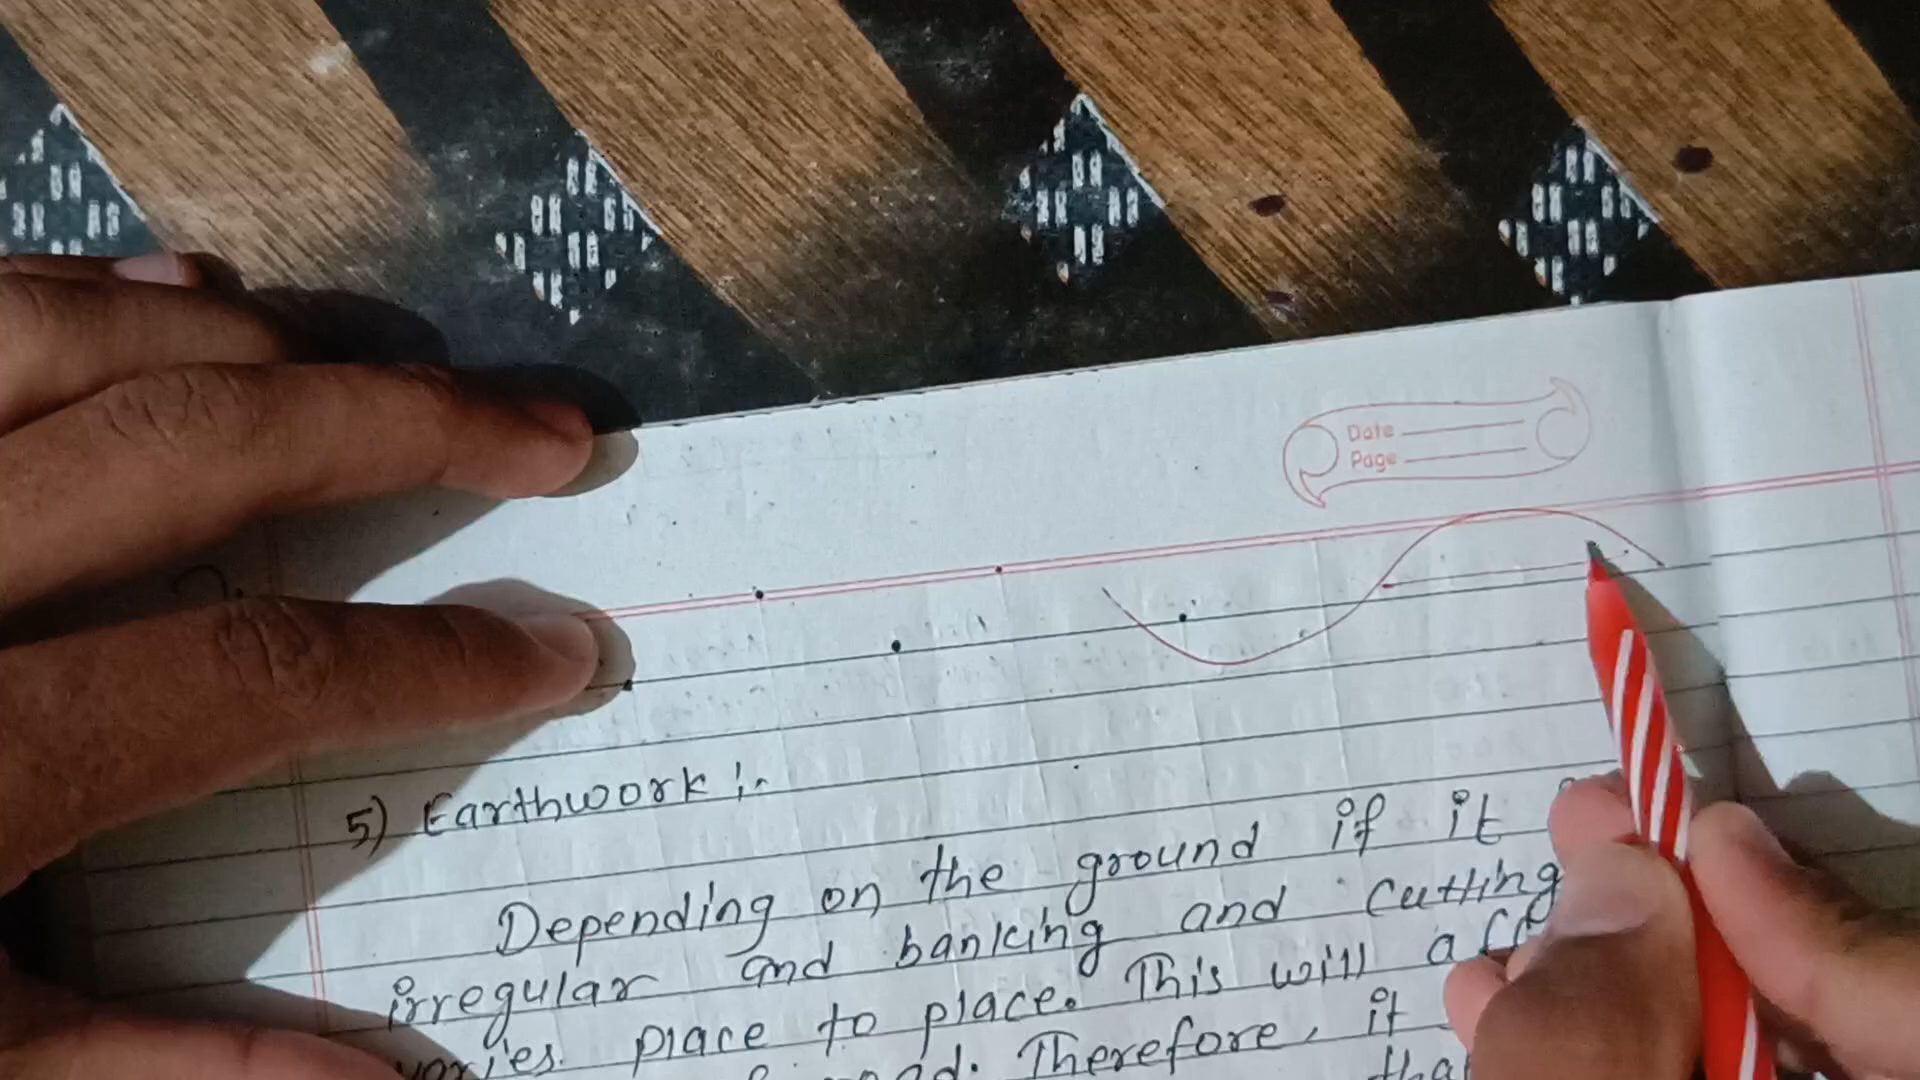 Date
Page
5) Earthwork :-
Depending on the ground if it
irregular and banking and cutting
varies. place to place. This will
Therefore, it